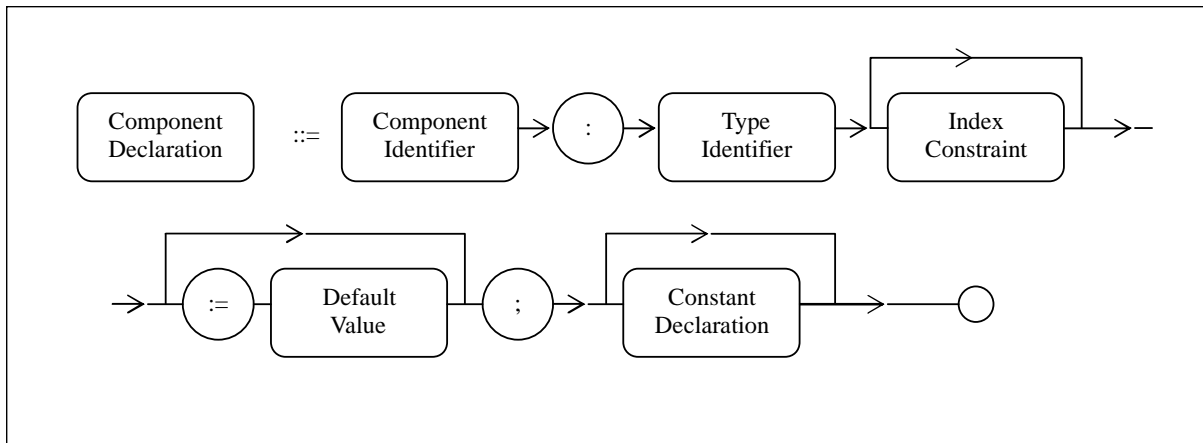 Component
Declaration
::=
Component
Identifier
:
Type
Identifier
Index
Constraint
:=
Default
Value
;
Constant
Declaration